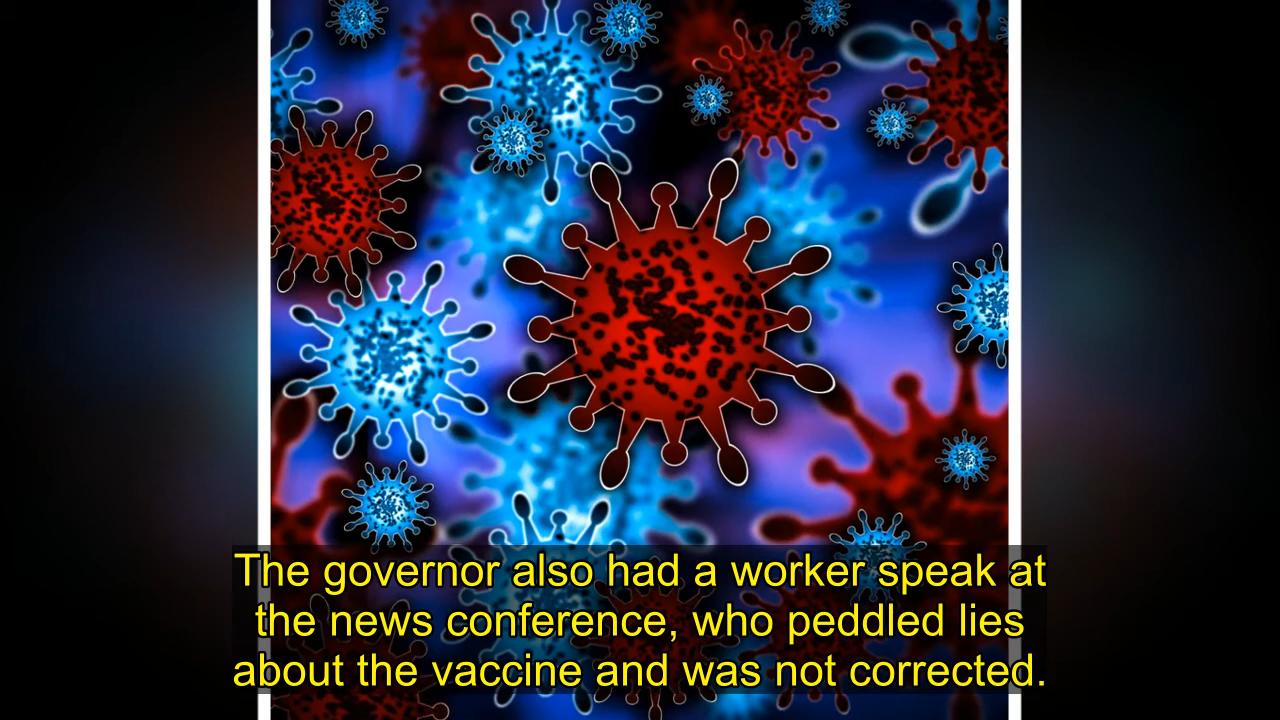 The governor also had a worker speak at
the news conference, who peddled lies
about the vaccine and was not corrected.